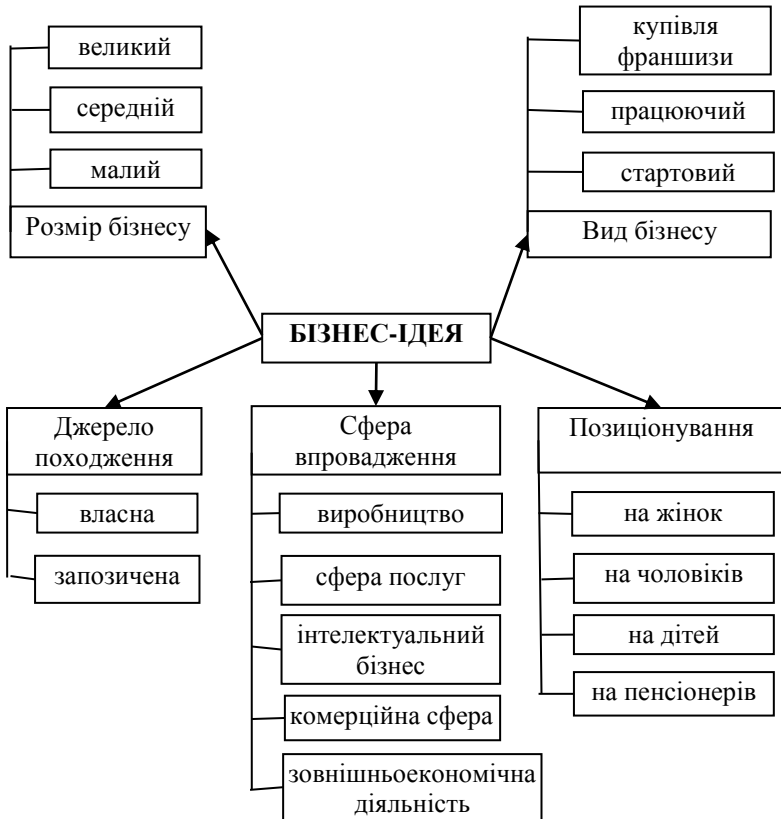 великий
середній
малий
Розмір бізнесу
купівля
франшизи
працюючий
стартовий
Вид бізнесу
БІЗНЕС-ІДЕЯ
Джерело
походження
власна
запозичена
Сфера
впровадження
виробництво
сфера послуг
інтелектуальний
бізнес
комерційна сфера
зовнішньоекономічна
діяльність
Позиціонування
на жінок
на чоловіків
на дітей
на пенсіонерів